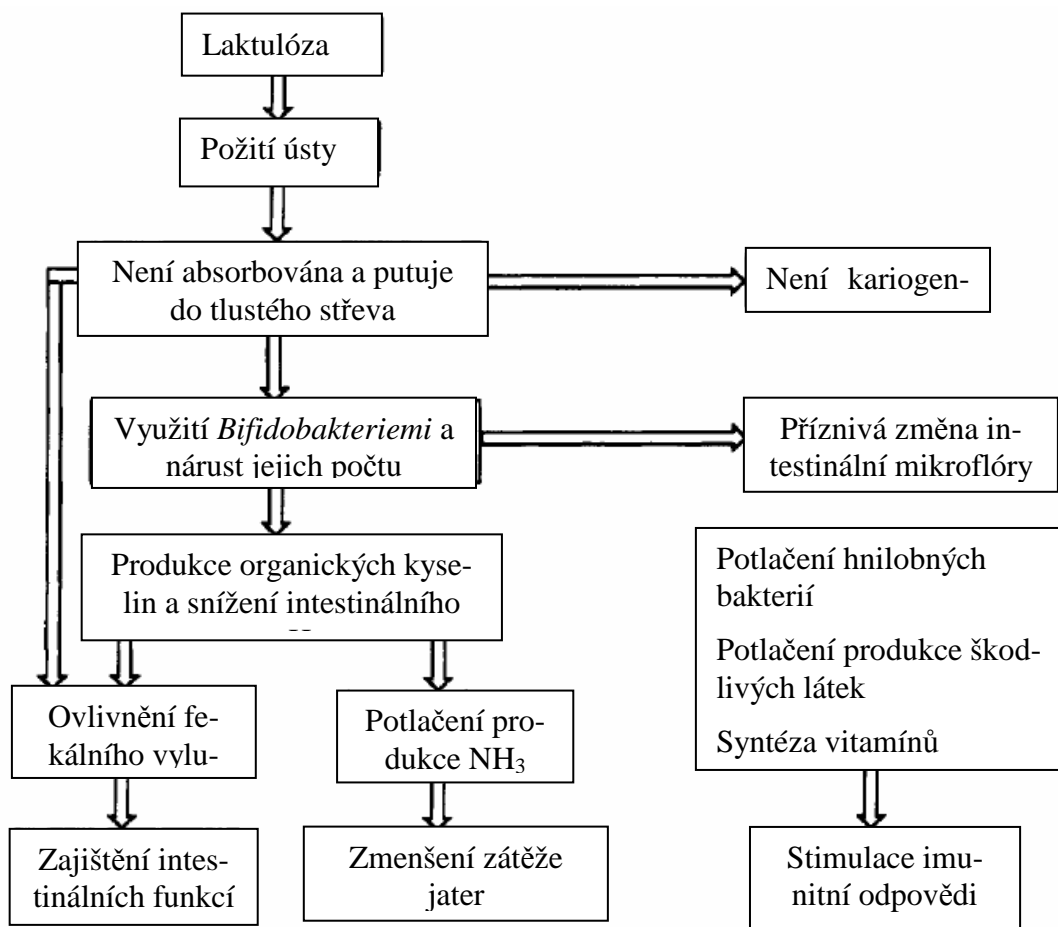 Laktulóza
Požití ústy
Není absorbována a putuje
do tlustého střeva
Není kariogen-
Využití Bifidobakteriemi a
nárust jejich počtu
Příznivá změna in-
testinální mikroflóry
Produkce organických kyse-
lin a snížení intestinálního
Potlačení hnilobných
bakterií
Potlačení produkce škod-
livých látek
Syntéza vitamínů
Ovlivnění fe-
kálního vylu-
Potlačení pro-
dukce NH₃
Zajištění intes-
tinálních funkcí
Zmenšení zátěže
jater
Stimulace imu-
nitní odpovědi